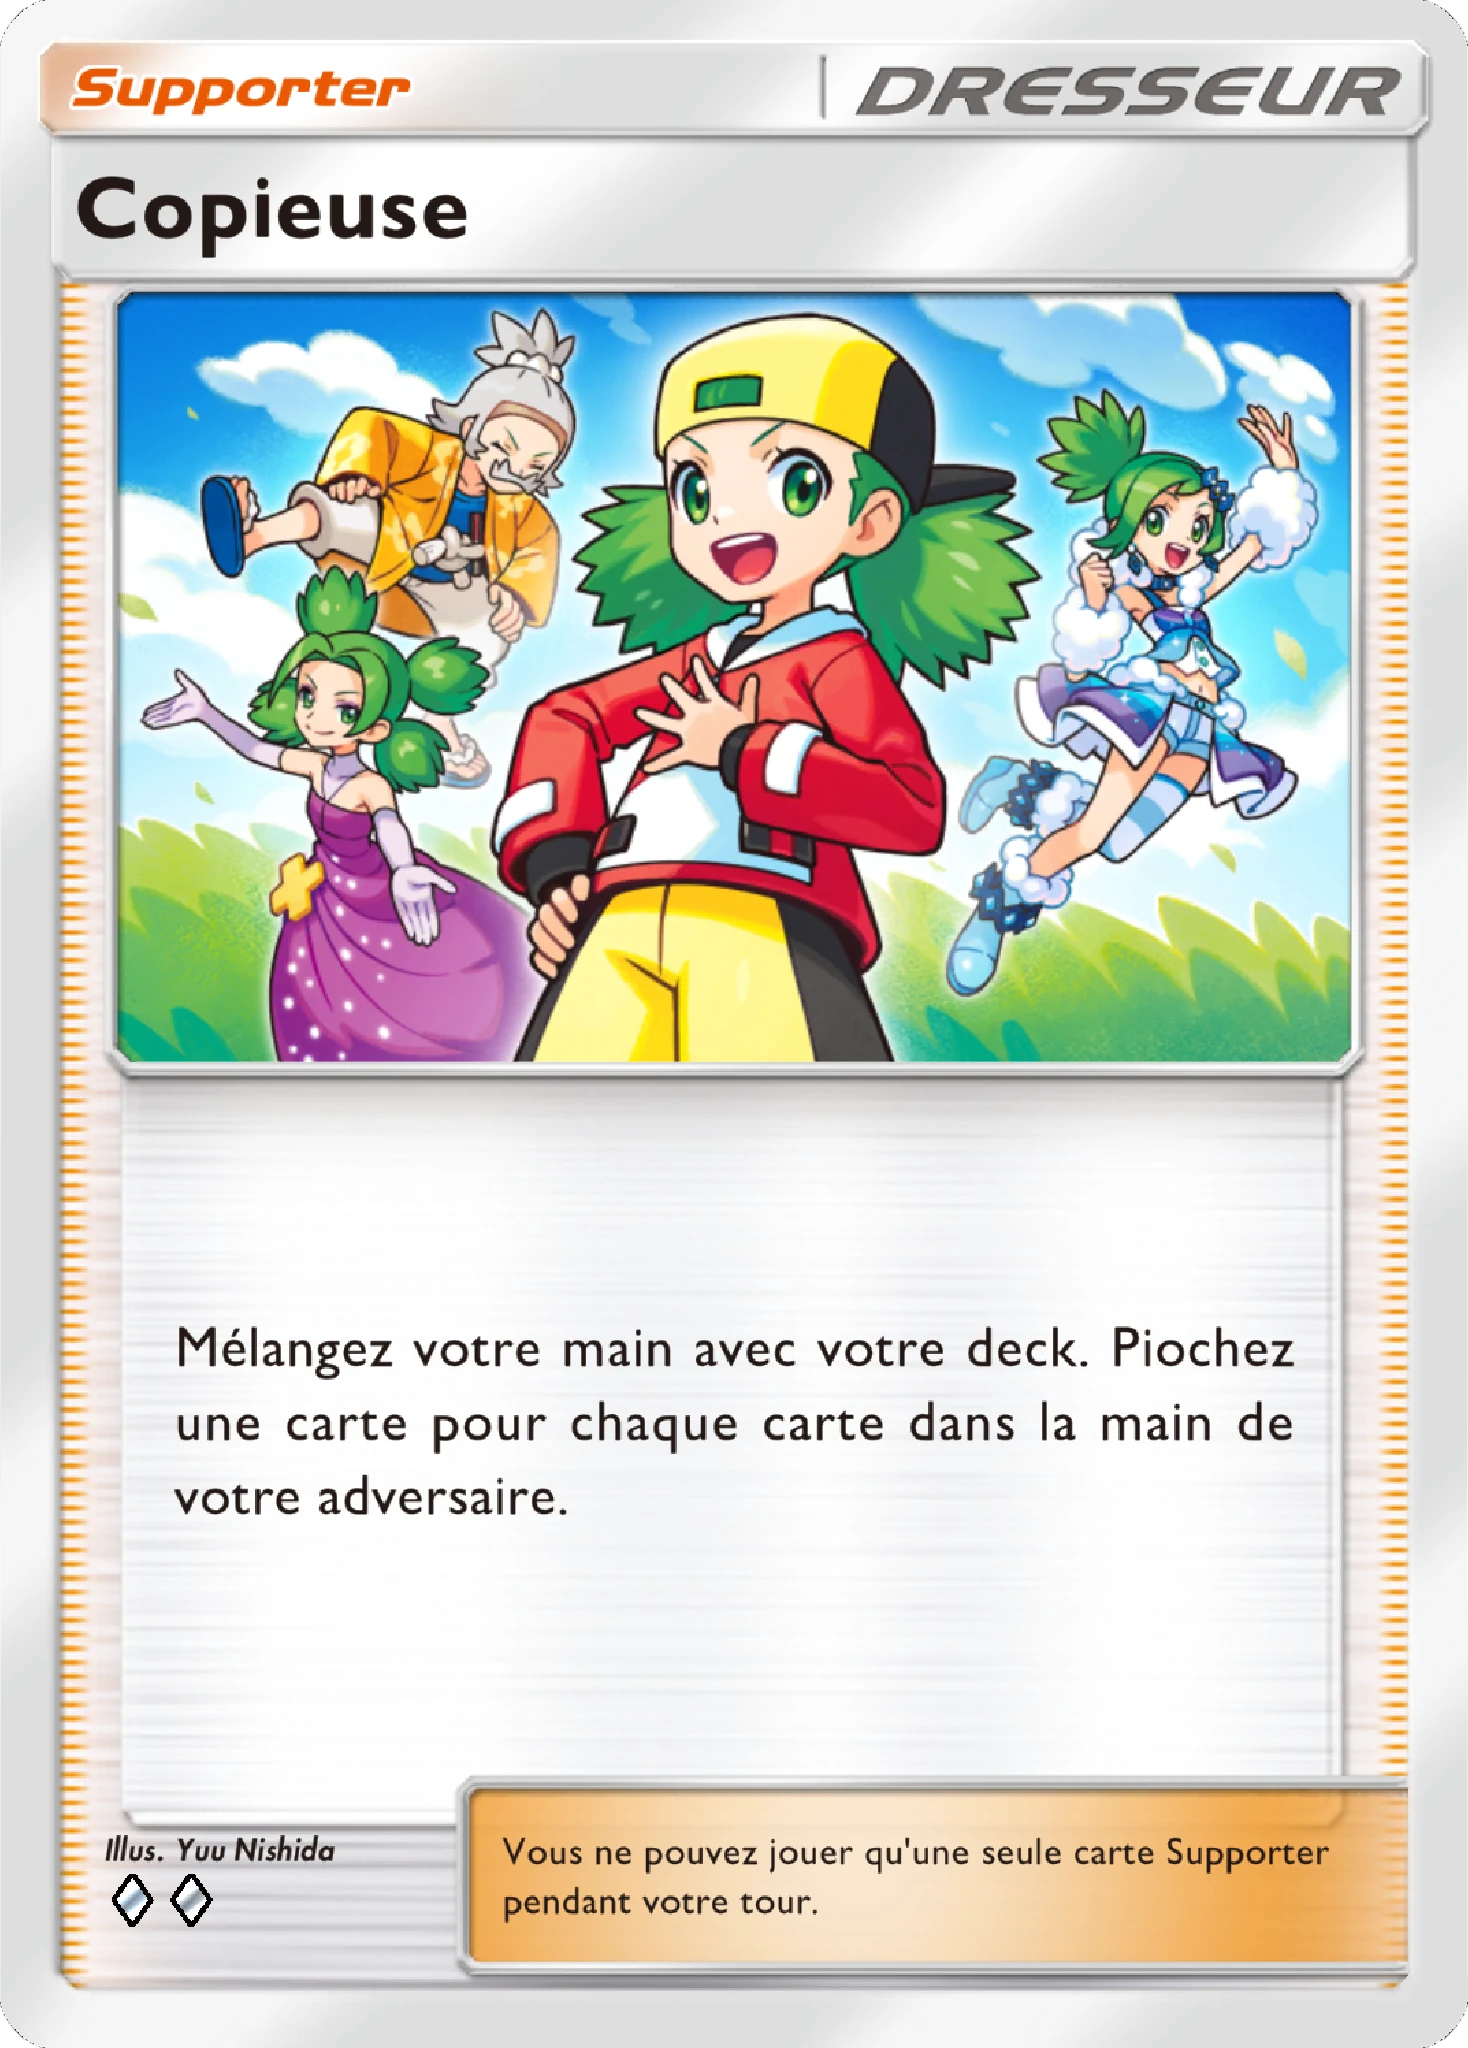 Supporter
DRESSEUR
Copieuse
Mélangez votre main avec votre deck. Piochez
une carte pour chaque carte dans la main de
votre adversaire.
Illus. Yuu Nishida
Vous ne pouvez jouer qu'une seule carte Supporter
pendant votre tour.